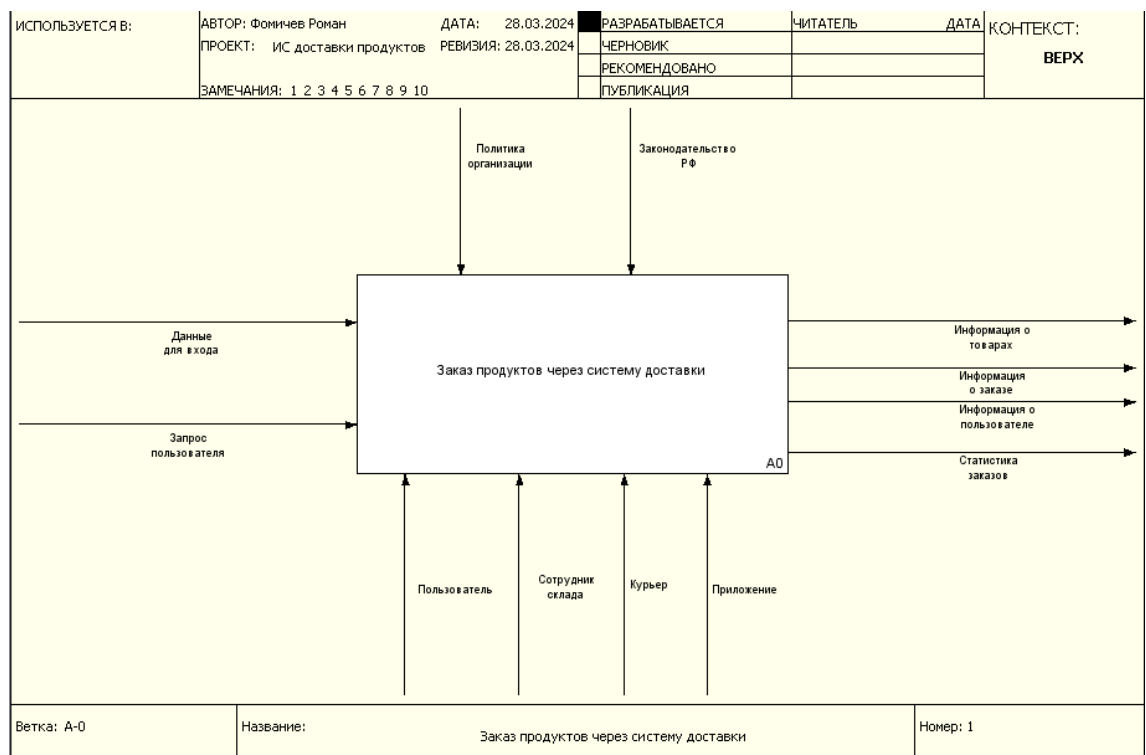 ИСПОЛЬЗУЕТСЯ В:
АВТОР: Фомичев Роман
ДАТА: 28.03.2024
ПРОЕКТ: ИС доставки продуктов
РЕВИЗИЯ: 28.03.2024
ЗАМЕЧАНИЯ: 1 2 3 4 5 6 7 8 9 10
РАЗРАБАТЫВАЕТСЯ
ЧЕРНОВИК
РЕКОМЕНДОВАНО
ПУБЛИКАЦИЯ
ЧИТАТЕЛЬ
ДАТА
КОНТЕКСТ:
ВЕРХ
Политика
организации
Законодательство
РФ
Данные
для входа
Запрос
пользователя
Заказ продуктов через систему доставки
A0
Информация о
товарах
Информация
о заказе
Информация о
пользователе
Статистика
заказов
Пользователь
Сотрудник
склада
Курьер
Приложение
Ветка: A-0
Название:
Заказ продуктов через систему доставки
Номер: 1